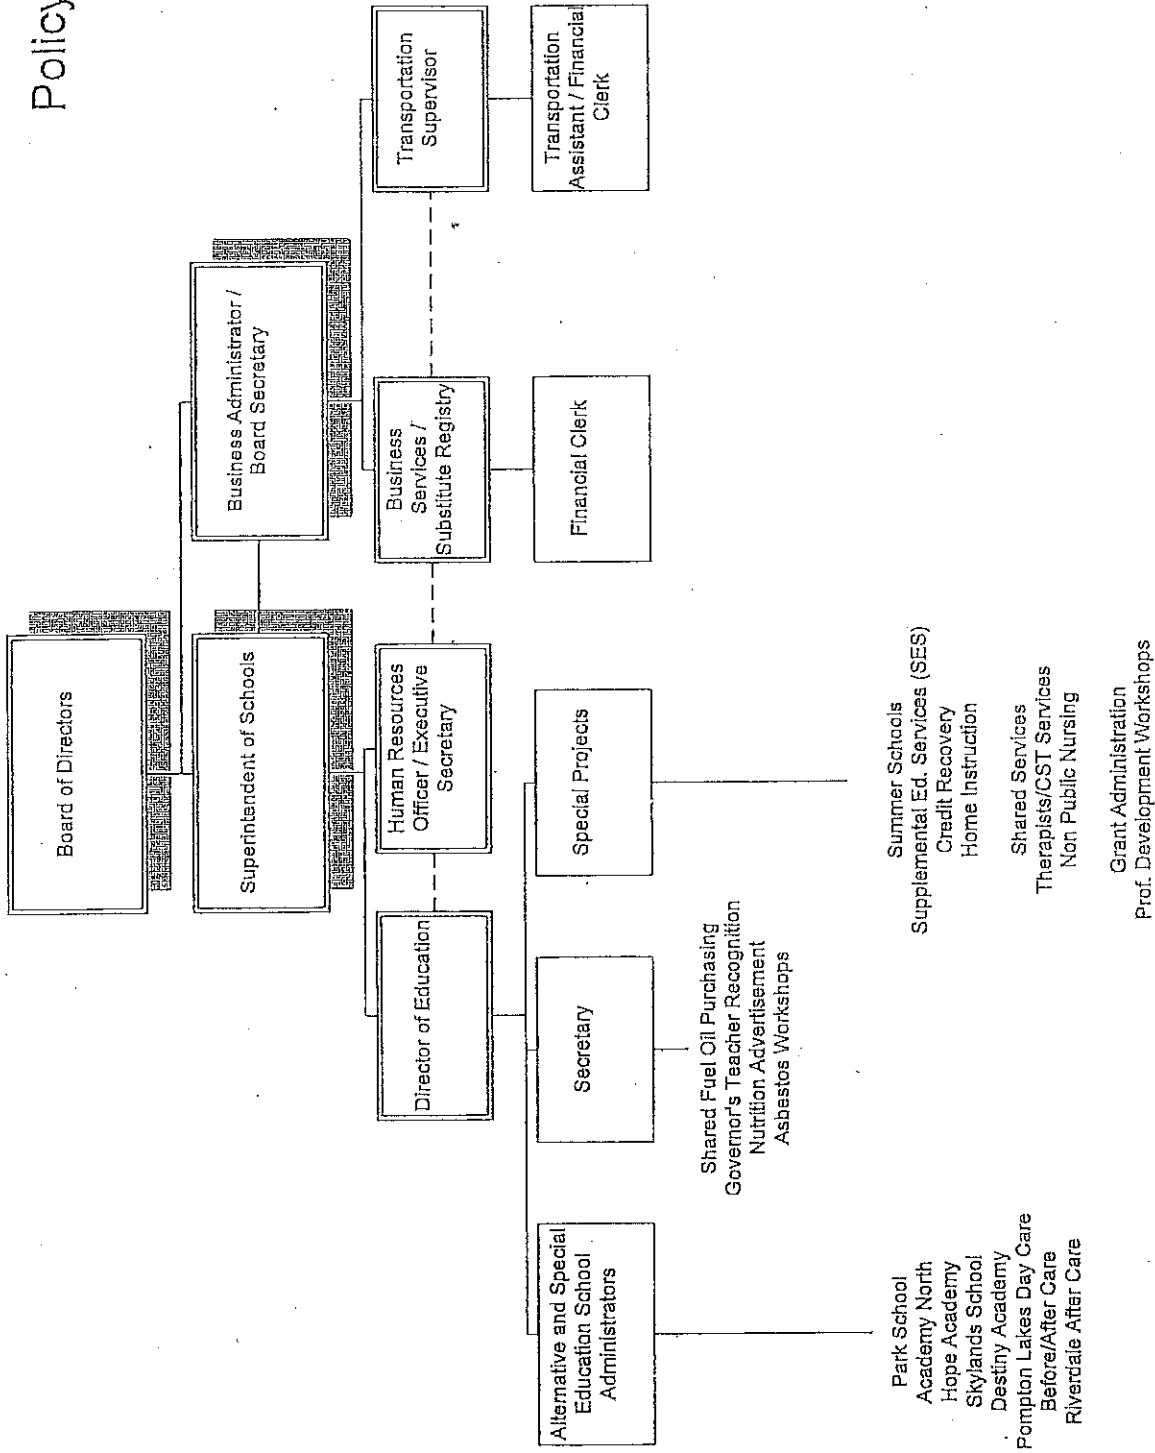 Policy
Board of Directors
Superintendent of Schools
Business Administrator /
Board Secretary
Director of Education
Human Resources
Officer / Executive
Secretary
Business
Services /
Substitute Registry
Transportation
Supervisor
Alternative and Special
Education School
Administrators
Secretary
Special Projects
Financial Clerk
Transportation
Assistant / Financial
Clerk
Park School
Academy North
Hope Academy
Skylands School
Destiny Academy
Pompton Lakes Day Care
Before/After Care
Riverdale After Care
Shared Fuel Oil Purchasing
Governor's Teacher Recognition
Nutrition Advertisement
Asbestos Workshops
Summer Schools
Supplemental Ed. Services (SES)
Credit Recovery
Home Instruction
Shared Services
Therapists/CST Services
Non Public Nursing
Grant Administration
Prof. Development Workshops